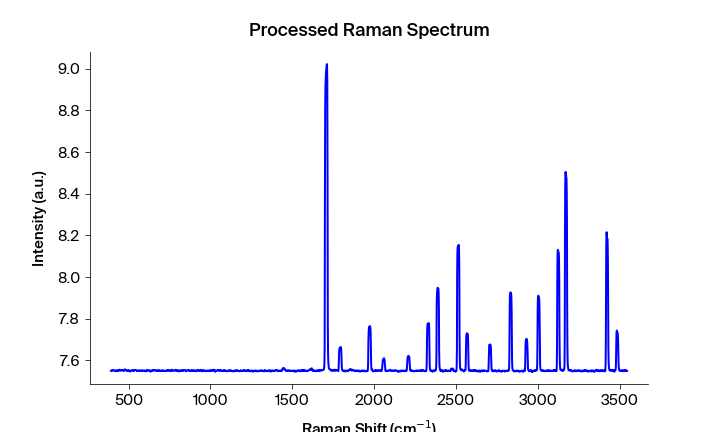 Processed Raman Spectrum
9.0
8.8
8.6
8.4
8.2
8.0
7.8
7.6
Intensity (a.u.)
500 1000 1500 2000 2500 3000 3500
Raman Shift (cm⁻¹)